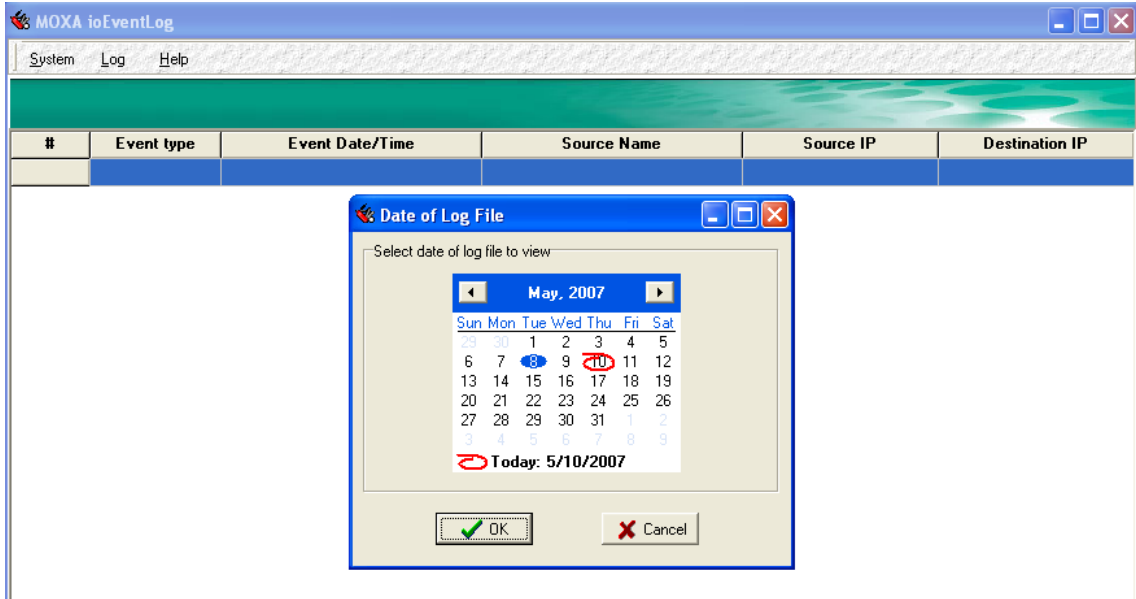 MOXA ioEventLog
System Log Help
# Event type Event Date/Time Source Name Source IP Destination IP
Date of Log File
Select date of log file to view
May, 2007
Sun Mon Tue Wed Thu Fri Sat
29 30 1 2 3 4 5
6 7 8 9 10 11 12
13 14 15 16 17 18 19
20 21 22 23 24 25 26
27 28 29 30 31 1 2
3 4 5 6 7 8 9
Today: 5/10/2007
OK Cancel